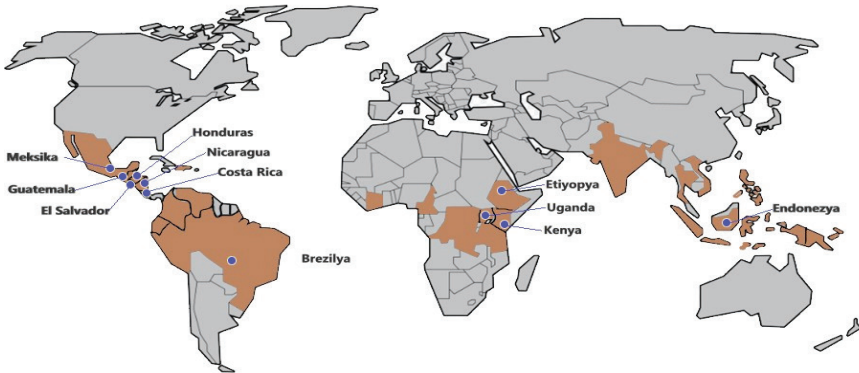 Honduras
Meksika
Nicaragua
Costa Rica
Guatemala
El Salvador
Brezilya
Etiyopya
Uganda
Kenya
Endonezya